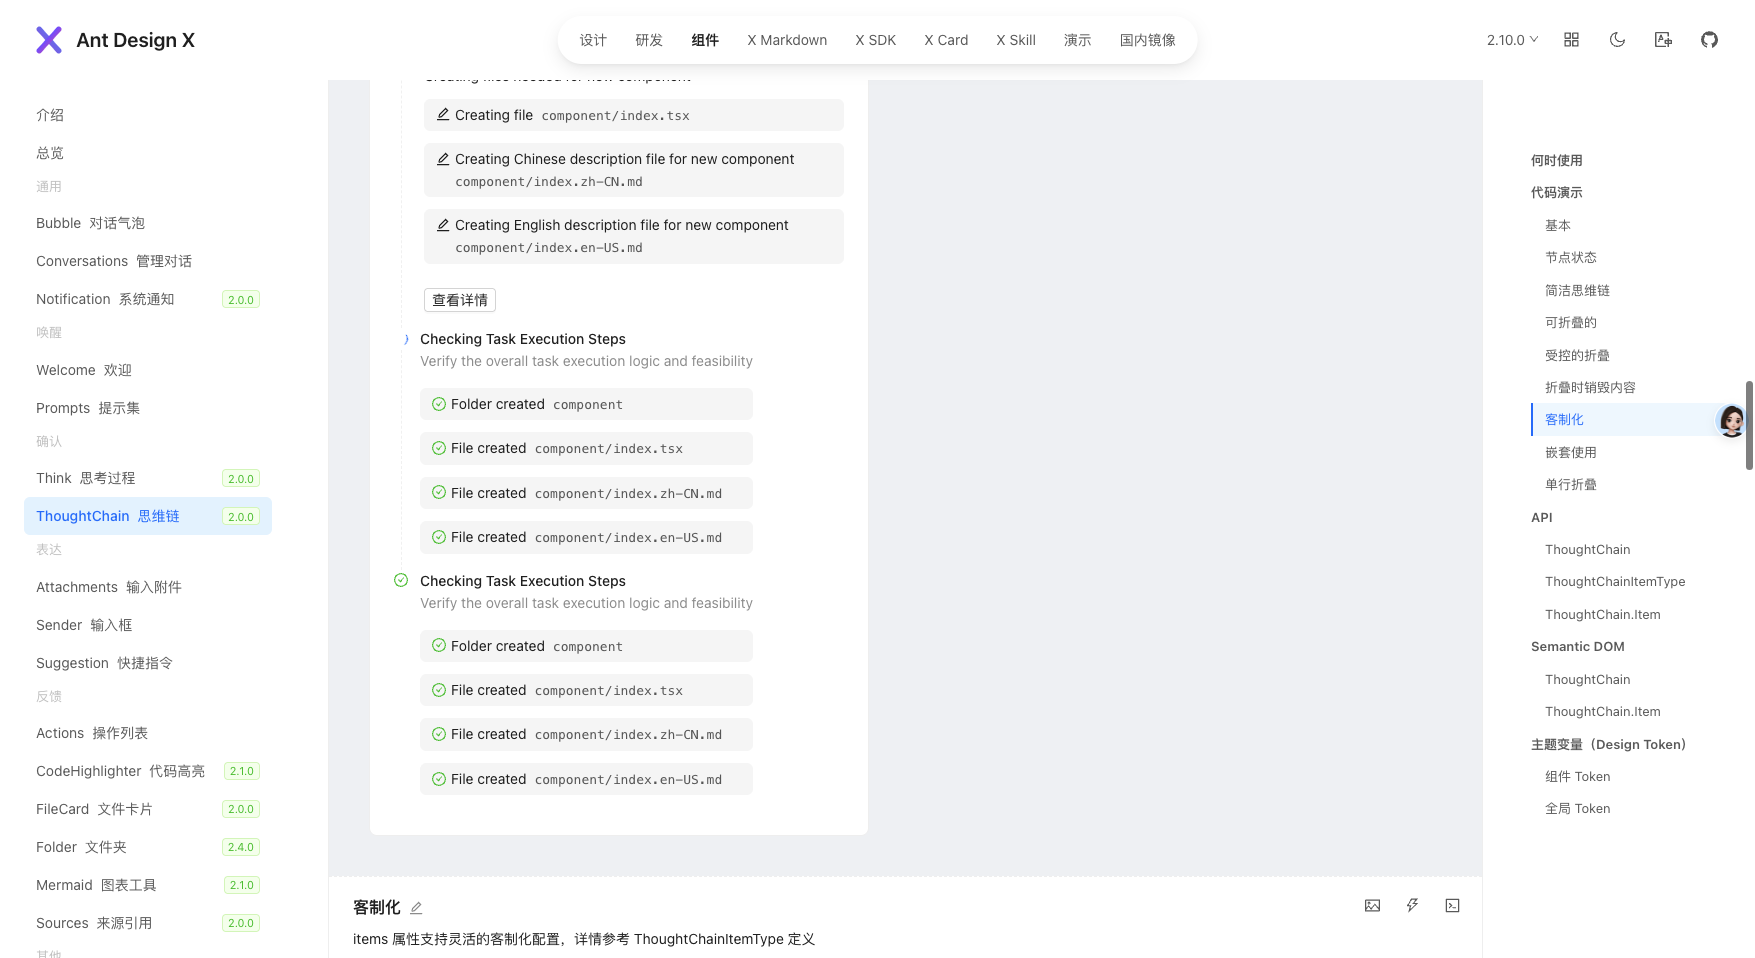 Ant Design X
设计 研发 组件 X Markdown X SDK X Card X Skill 演示 国内镜像
2.10.0
介绍
总览
通用
Bubble 对话气泡
Conversations 管理对话
Notification 系统通知 2.0.0
唤醒
Welcome 欢迎
Prompts 提示集
确认
Think 思考过程 2.0.0
ThoughtChain 思维链 2.0.0
表达
Attachments 输入附件
Sender 输入框
Suggestion 快捷指令
反馈
Actions 操作列表
CodeHighlighter 代码高亮 2.1.0
FileCard 文件卡片 2.0.0
Folder 文件夹 2.4.0
Mermaid 图表工具 2.1.0
Sources 来源引用 2.0.0
其他
Creating files needed for new component
Creating file component/index.tsx
Creating Chinese description file for new component
component/index.zh-CN.md
Creating English description file for new component
component/index.en-US.md
查看详情
Checking Task Execution Steps
Verify the overall task execution logic and feasibility
Folder created component
File created component/index.tsx
File created component/index.zh-CN.md
File created component/index.en-US.md
Checking Task Execution Steps
Verify the overall task execution logic and feasibility
Folder created component
File created component/index.tsx
File created component/index.zh-CN.md
File created component/index.en-US.md
客制化
items 属性支持灵活的客制化配置，详情参考 ThoughtChainItemType 定义
何时使用
代码演示
基本
节点状态
简洁思维链
可折叠的
受控的折叠
折叠时销毁内容
客制化
嵌套使用
单行折叠
API
ThoughtChain
ThoughtChainItemType
ThoughtChain.Item
Semantic DOM
ThoughtChain
ThoughtChain.Item
主题变量（Design Token）
组件 Token
全局 Token